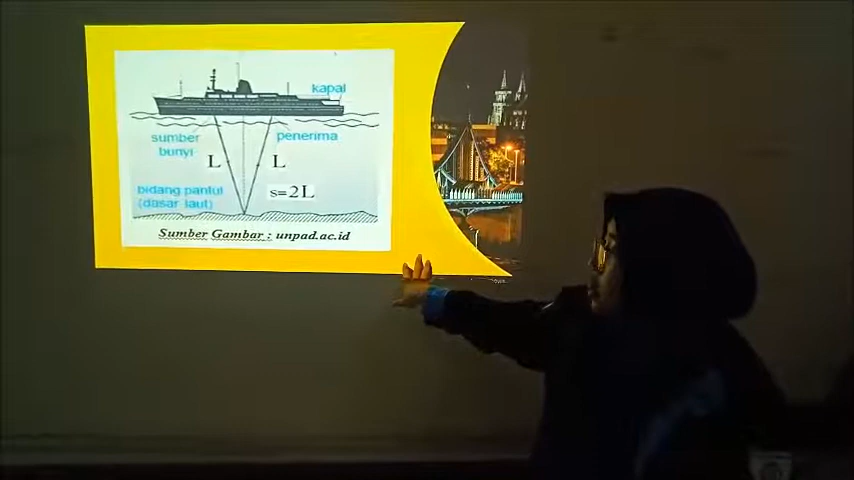 kapal
sumber
bunyi
penerima
L
L
bidang pantul
(dasar laut)
s=2L
Sumber Gambar : unpad.ac.id